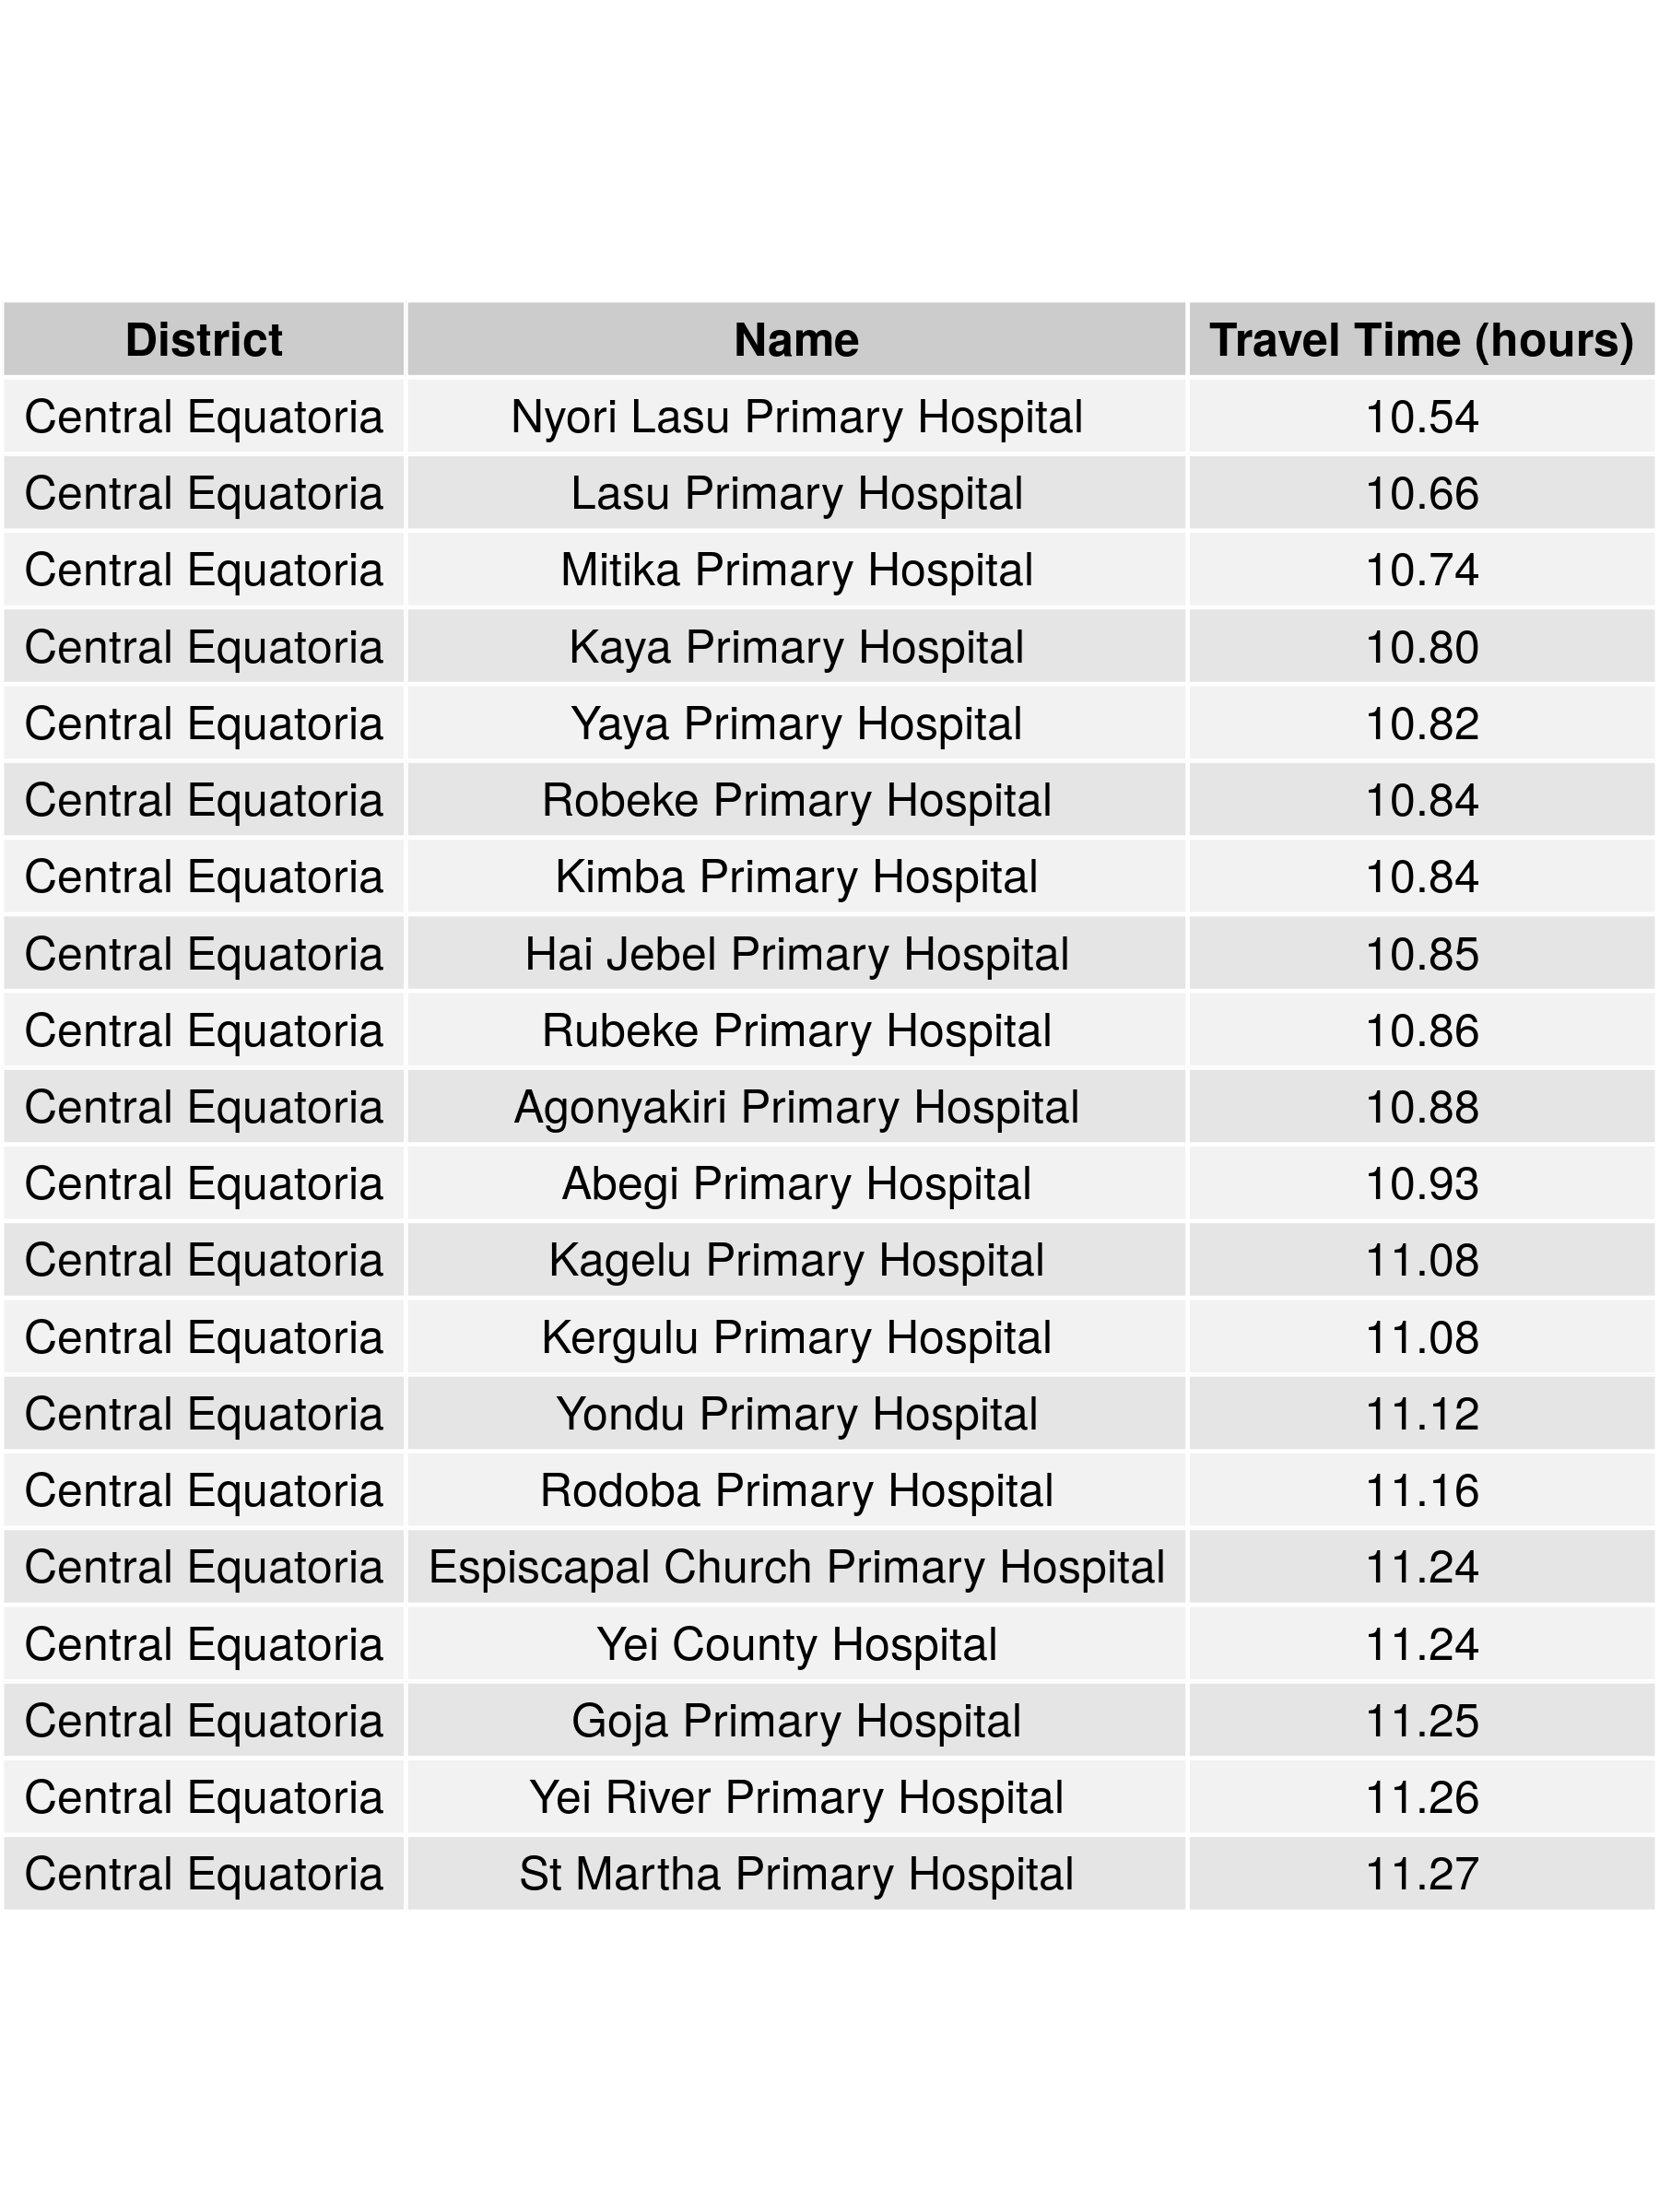 District Name Travel Time (hours)
Central Equatoria Nyori Lasu Primary Hospital 10.54
Central Equatoria Lasu Primary Hospital 10.66
Central Equatoria Mitika Primary Hospital 10.74
Central Equatoria Kaya Primary Hospital 10.80
Central Equatoria Yaya Primary Hospital 10.82
Central Equatoria Robeke Primary Hospital 10.84
Central Equatoria Kimba Primary Hospital 10.84
Central Equatoria Hai Jebel Primary Hospital 10.85
Central Equatoria Rubeke Primary Hospital 10.86
Central Equatoria Agonyakiri Primary Hospital 10.88
Central Equatoria Abegi Primary Hospital 10.93
Central Equatoria Kagelu Primary Hospital 11.08
Central Equatoria Kergulu Primary Hospital 11.08
Central Equatoria Yondu Primary Hospital 11.12
Central Equatoria Rodoba Primary Hospital 11.16
Central Equatoria Espiscapal Church Primary Hospital 11.24
Central Equatoria Yei County Hospital 11.24
Central Equatoria Goja Primary Hospital 11.25
Central Equatoria Yei River Primary Hospital 11.26
Central Equatoria St Martha Primary Hospital 11.27